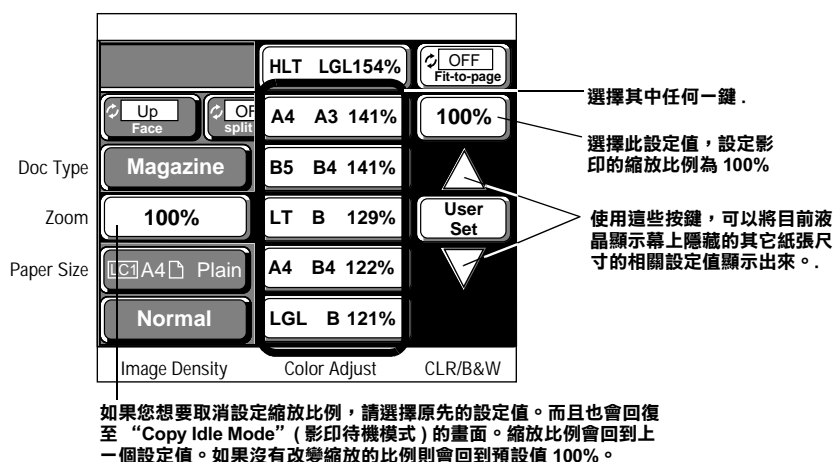 HLT LGL154%
OFF
Fit-to-page
選擇其中任何一鍵 .
Up
Face
OF
split
A4 A3 141%
100%
選擇此設定值，設定影
印的縮放比例為 100%
Doc Type
Magazine
B5 B4 141%
Zoom
100%
LT B 129%
User
Set
使用這些按鍵，可以將目前液
晶顯示幕上隱藏的其它紙張尺
寸的相關設定值顯示出來。.
Paper Size
LC1 A4 Plain
A4 B4 122%
Normal
LGL B 121%
Image Density
Color Adjust
CLR/B&W
如果您想要取消設定縮放比例，請選擇原先的設定值。而且也會回復
至 “Copy Idle Mode” ( 影印待機模式 ) 的畫面。縮放比例會回到上
一個設定值。如果沒有改變縮放的比例則會回到預設值 100%。